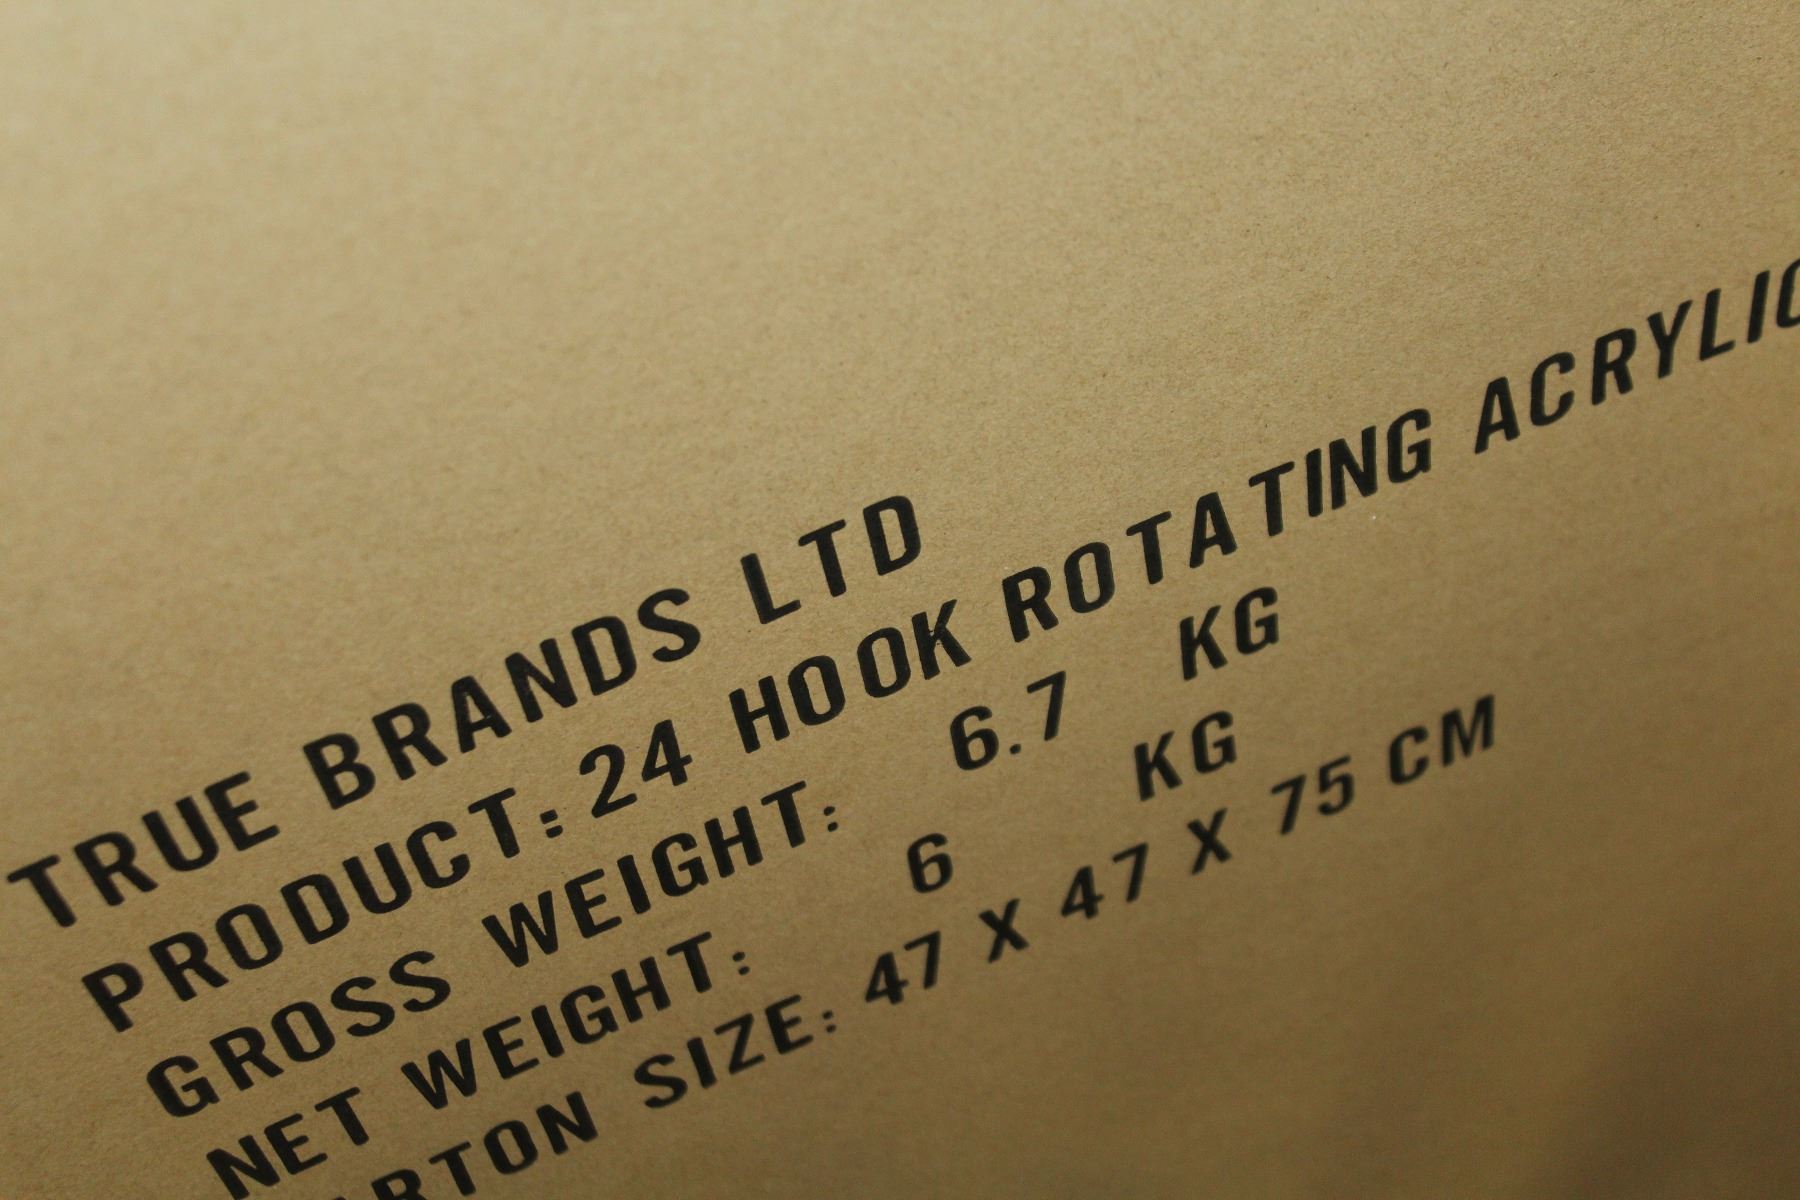 TRUE BRANDS LTD
PRODUCT: 24 HOOK ROTATING ACRYLIC
GROSS WEIGHT: 6.7 KG
NET WEIGHT: 6 KG
ARTON SIZE: 47 X 47 X 75 CM